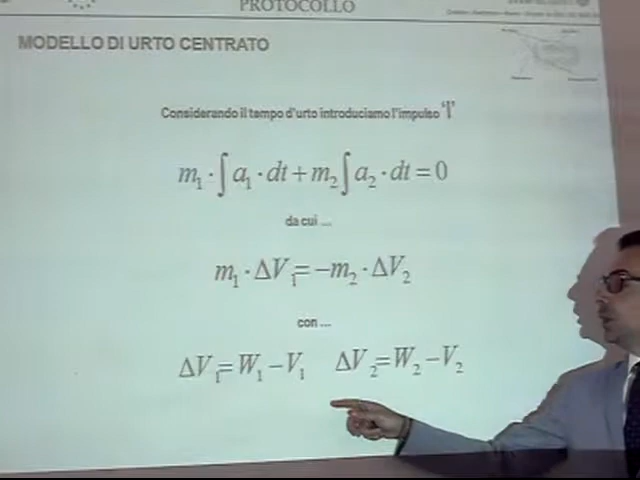 PROTOCOLLO
MODELLO DI URTO CENTRATO
Considerando il tempo d'urto introduciamo l'impulso 'I'
m₁ · ∫ a₁ · dt + m₂ ∫ a₂ · dt = 0
da cui ...
m₁ · ΔV₁ = −m₂ · ΔV₂
con ...
ΔV₁ = W₁ − V₁ ΔV₂ = W₂ − V₂